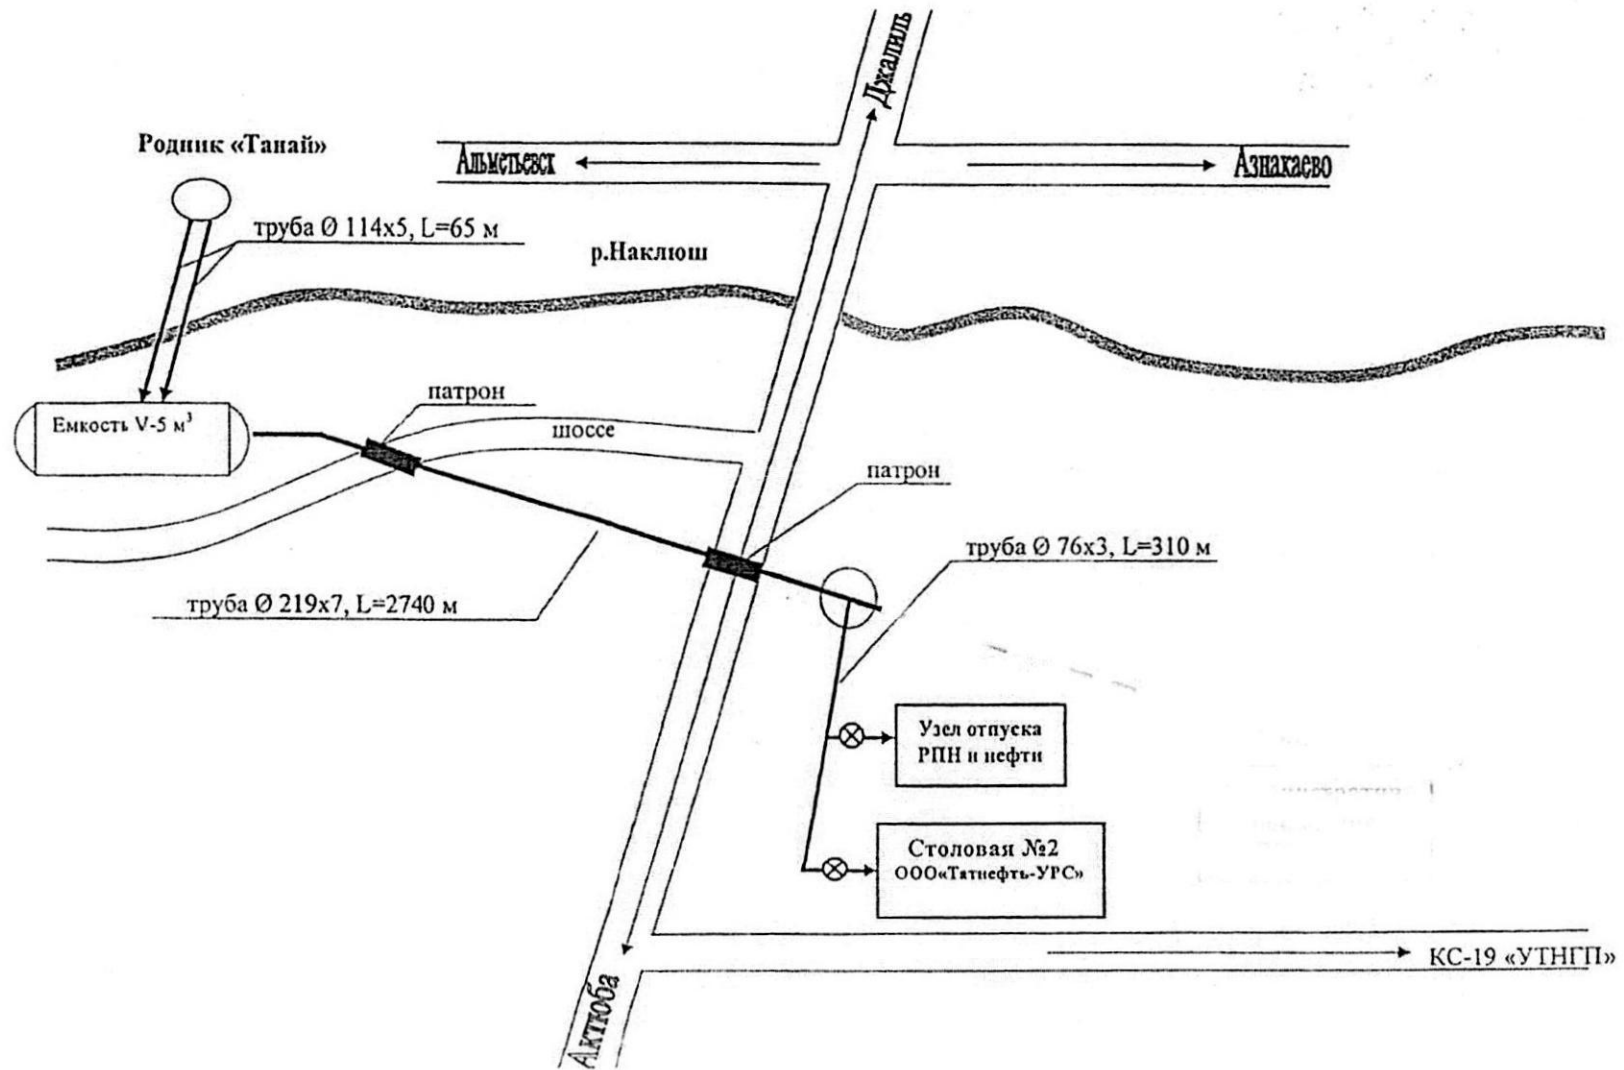 Джалиль
Родник «Танай»
Альметьевск
Азнакаево
труба Ø 114х5, L=65 м
р.Наклюш
патрон
Емкость V-5 м³
шоссе
патрон
труба Ø 76х3, L=310 м
труба Ø 219х7, L=2740 м
Узел отпуска
РПН и нефти
Столовая №2
ООО«Татнефть-УРС»
КС-19 «УТНГП»
Актюба